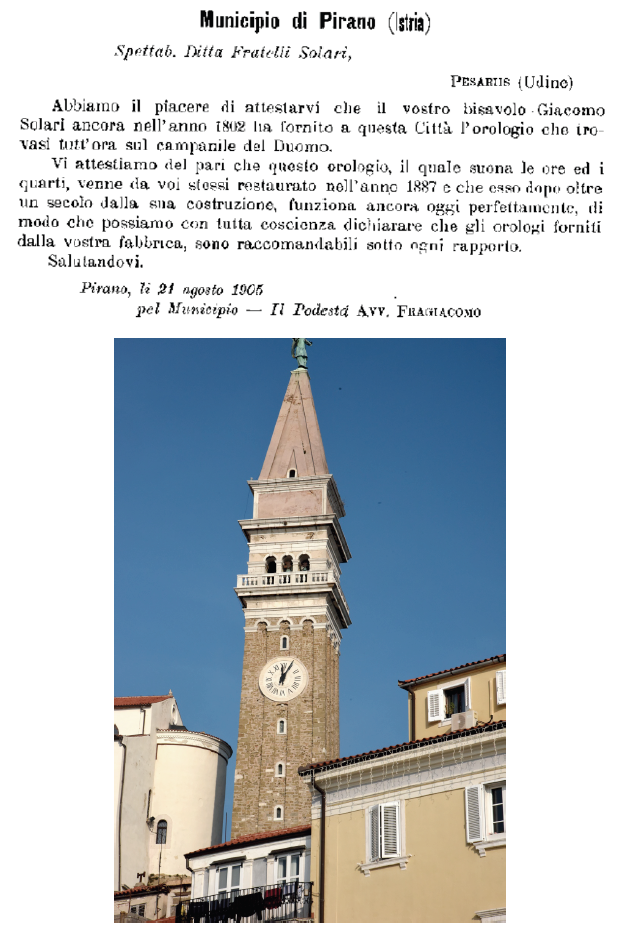 Municipio di Pirano (Istria)
Spettab. Ditta Fratelli Solari,
PESARIIS (Udine)
Abbiamo il piacere di attestarvi che il vostro bisavolo Giacomo
Solari ancora nell'anno 1802 ha fornito a questa Città l'orologio che tro-
vasi tutt'ora sul campanile del Duomo.
Vi attestiamo del pari che questo orologio, il quale suona le ore ed i
quarti, venne da voi stessi restaurato nell'anno 1887 e che esso dopo oltre
un secolo dalla sua costruzione, funziona ancora oggi perfettamente, di
modo che possiamo con tutta coscienza dichiarare che gli orologi forniti
dalla vostra fabbrica, sono raccomandabili sotto ogni rapporto.
Salutandovi.
Pirano, li 21 agosto 1905
pel Municipio — Il Podestà AVV. FRAGIACOMO